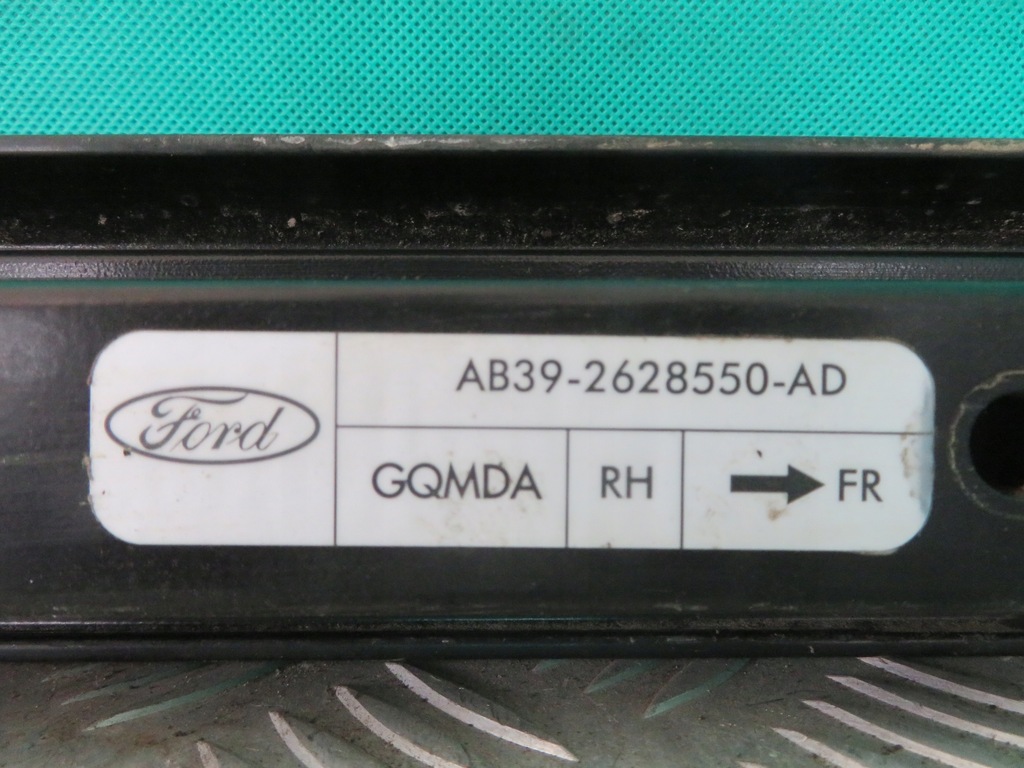 Ford
AB39-2628550-AD
GQMDA RH → FR